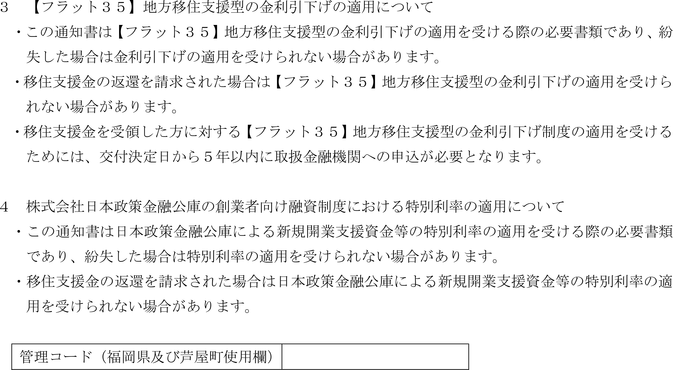 ３　【フラット３５】地方移住支援型の金利引下げの適用について
・この通知書は【フラット３５】地方移住支援型の金利引下げの適用を受ける際の必要書類であり、紛
失した場合は金利引下げの適用を受けられない場合があります。
・移住支援金の返還を請求された場合は【フラット３５】地方移住支援型の金利引下げの適用を受けら
れない場合があります。
・移住支援金を受領した方に対する【フラット３５】地方移住支援型の金利引下げ制度の適用を受ける
ためには、交付決定日から５年以内に取扱金融機関への申込が必要となります。
４　株式会社日本政策金融公庫の創業者向け融資制度における特別利率の適用について
・この通知書は日本政策金融公庫による新規開業支援資金等の特別利率の適用を受ける際の必要書類
であり、紛失した場合は特別利率の適用を受けられない場合があります。
・移住支援金の返還を請求された場合は日本政策金融公庫による新規開業支援資金等の特別利率の適
用を受けられない場合があります。
管理コード（福岡県及び芦屋町使用欄）